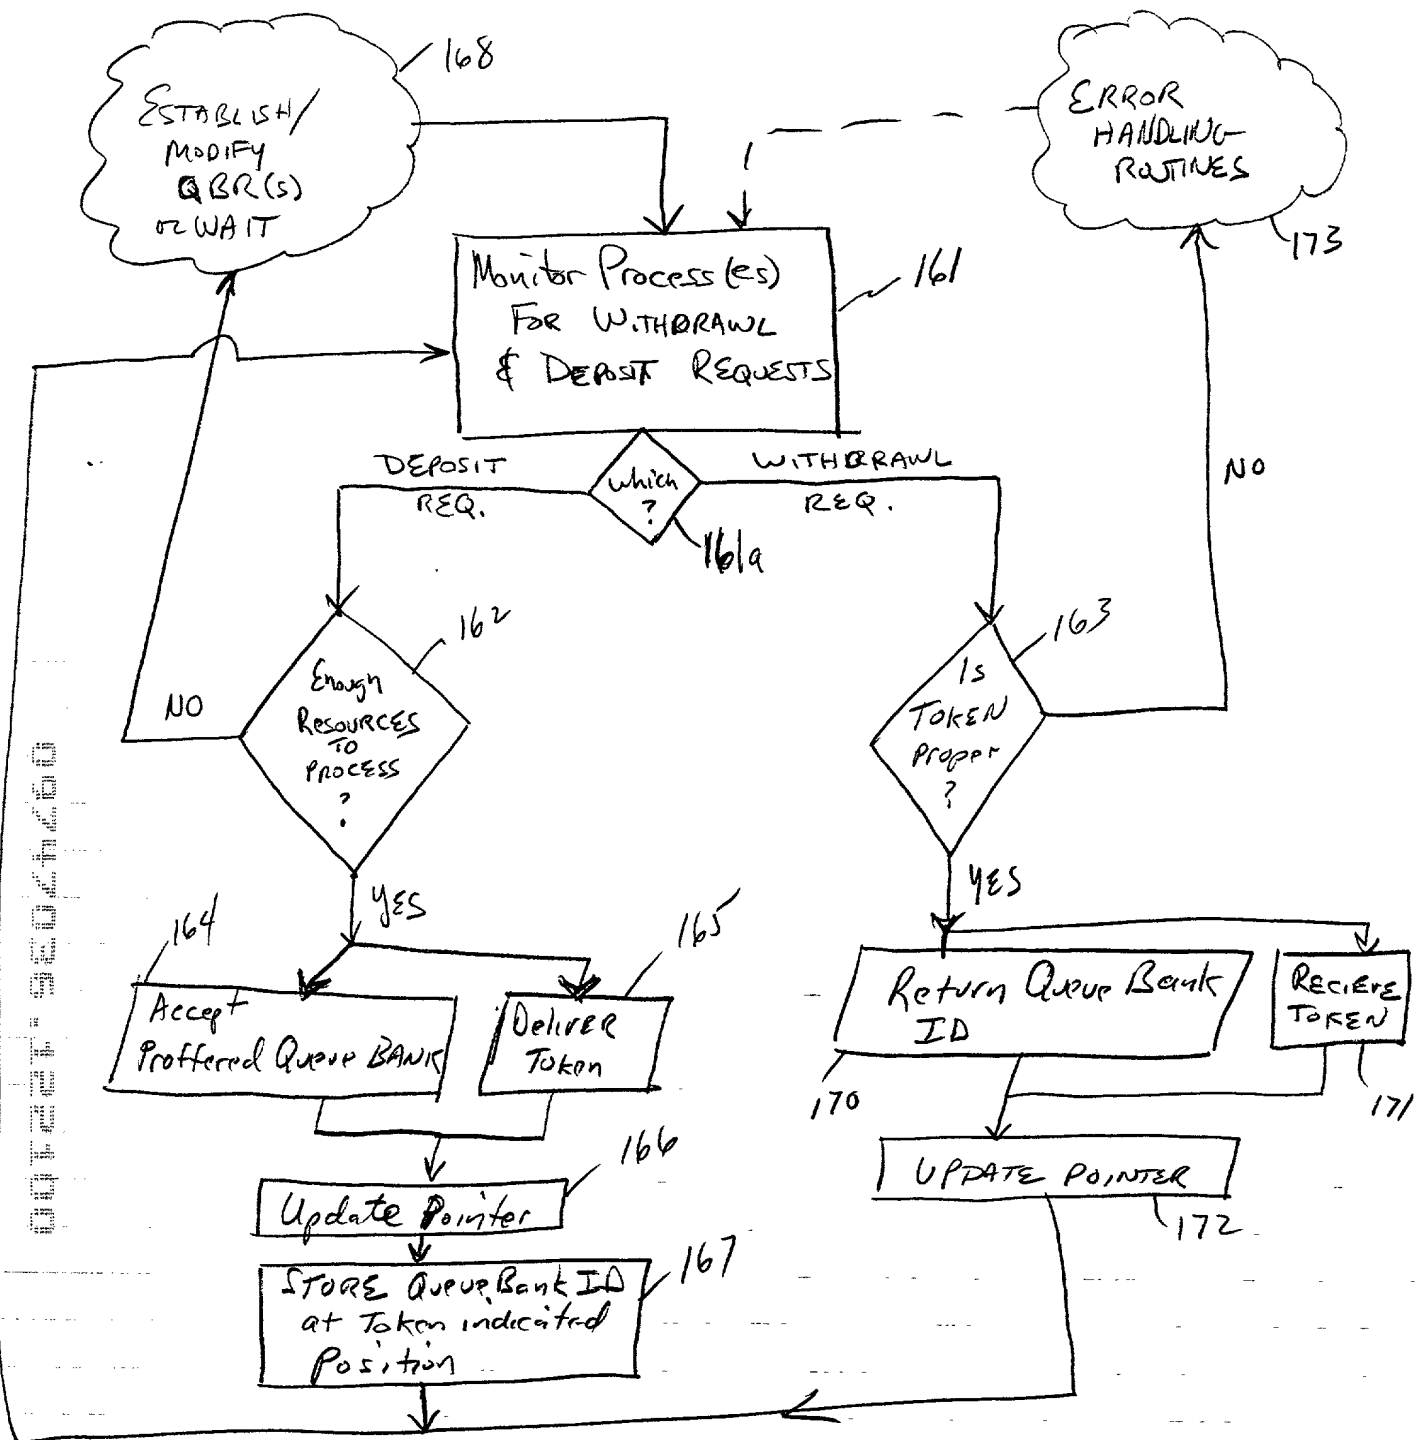 168
ESTABLISH/
MODIFY
QBR(s)
or WAIT
ERROR
HANDLING
ROUTINES
173
Monitor Process(es)
FOR WITHDRAWL
& DEPOSIT REQUESTS
161
DEPOSIT
REQ.
which
?
WITHDRAWL
REQ.
161a
NO
162
Enough
RESOURCES
TO
PROCESS
?
NO
163
Is
TOKEN
Proper
?
YES
YES
164
Accept
Proffered Queue BANK
165
DELIVER
Token
Return Queue Bank
ID
170
RECIEVE
TOKEN
171
166
Update Pointer
UPDATE POINTER
172
167
STORE Queue Bank ID
at Token indicated
Position